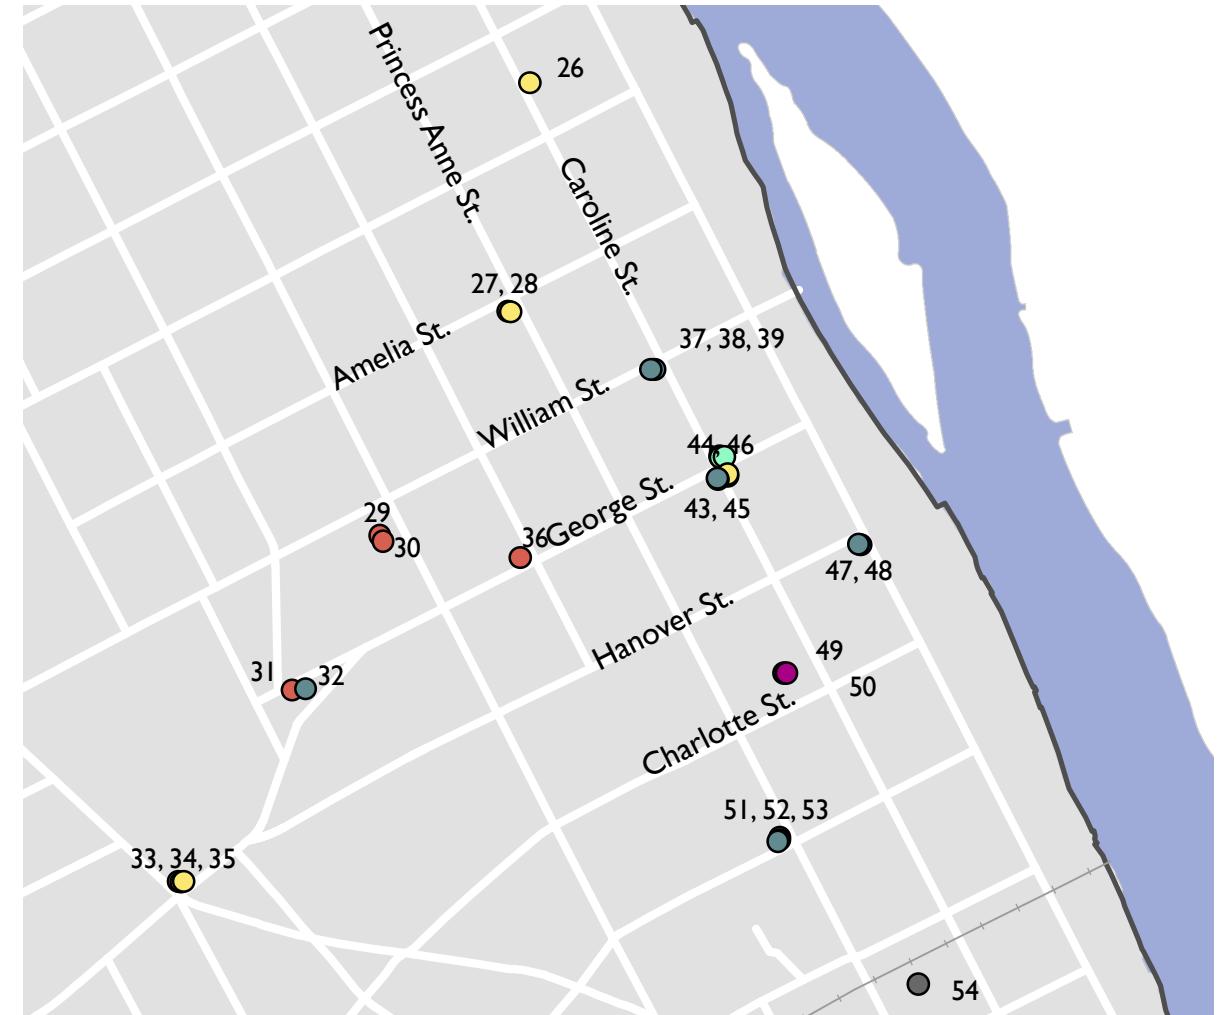 Princess Anne St.
26
Caroline St.
27, 28
Amelia St.
37, 38, 39
William St.
44, 46
43, 45
George St.
29
30
36
47, 48
Hanover St.
49
50
31
32
Charlotte St.
51, 52, 53
33, 34, 35
54